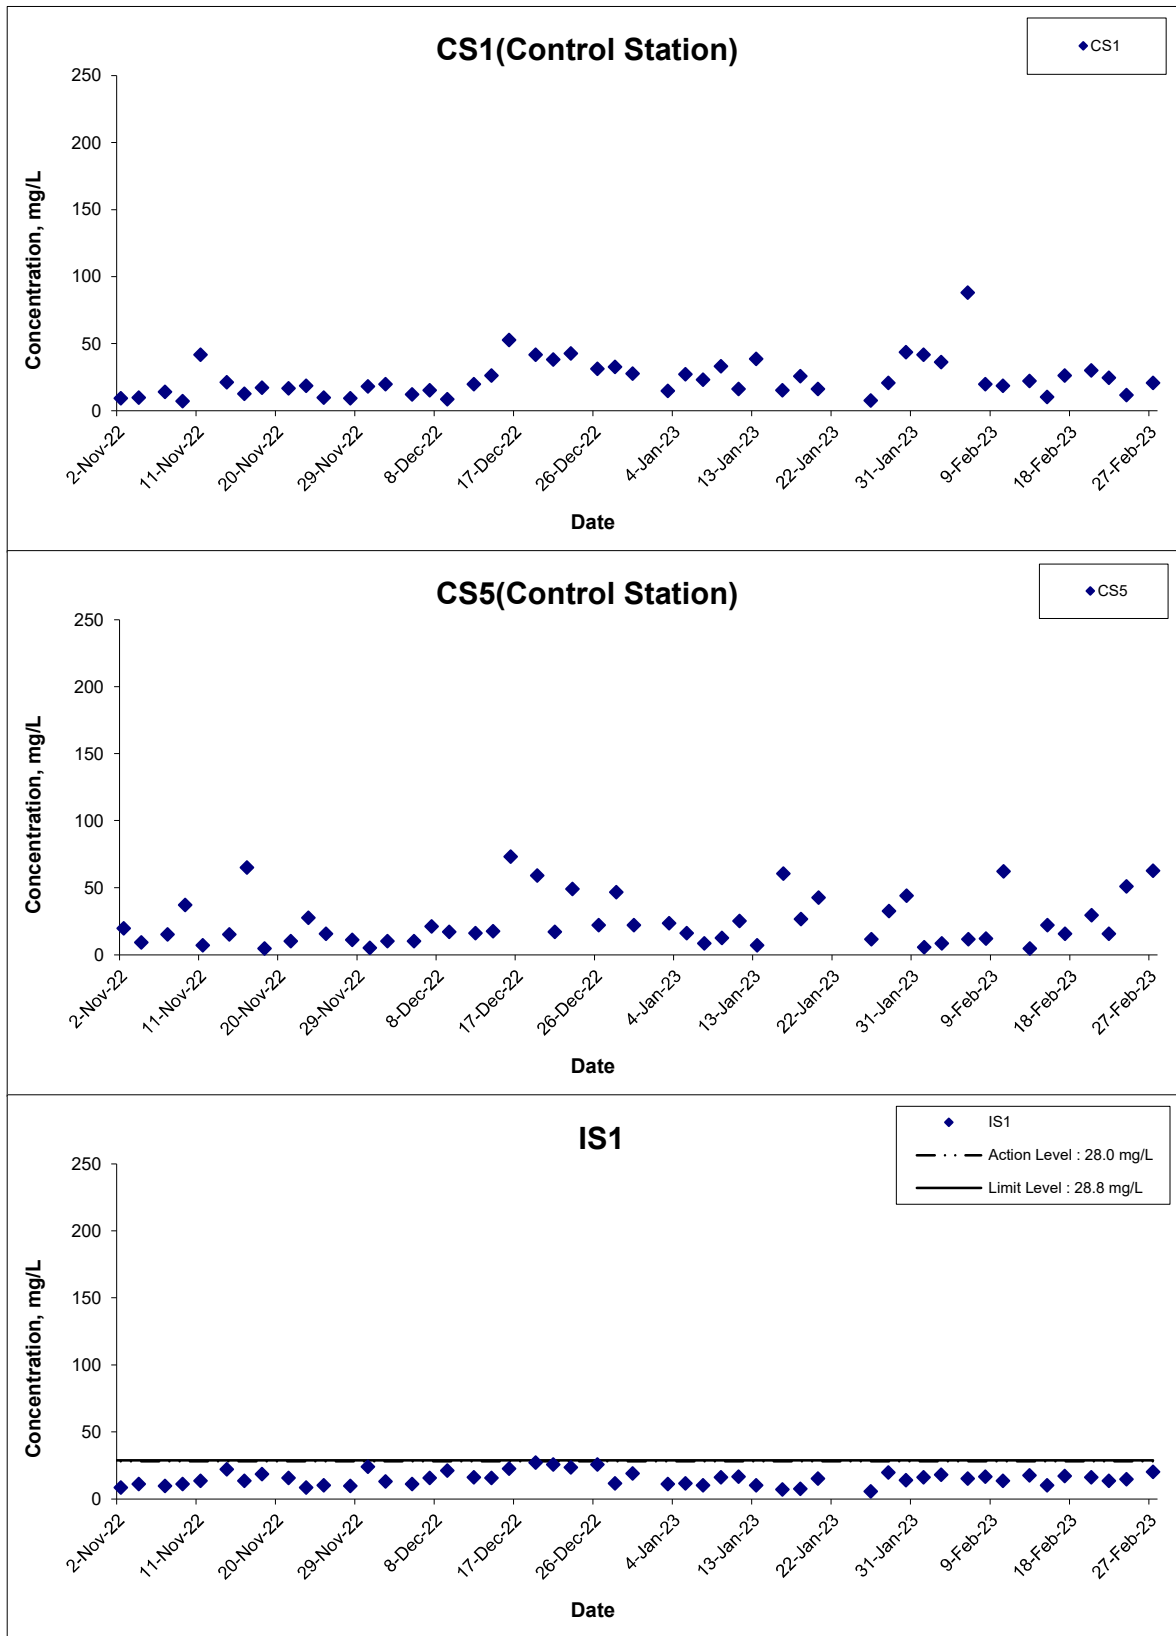 CS1(Control Station)
CS1
250
200
150
100
50
0
Concentration, mg/L
2-Nov-22
11-Nov-22
20-Nov-22
29-Nov-22
8-Dec-22
17-Dec-22
26-Dec-22
4-Jan-23
13-Jan-23
22-Jan-23
31-Jan-23
9-Feb-23
18-Feb-23
27-Feb-23
Date
CS5(Control Station)
CS5
250
200
150
100
50
0
Concentration, mg/L
2-Nov-22
11-Nov-22
20-Nov-22
29-Nov-22
8-Dec-22
17-Dec-22
26-Dec-22
4-Jan-23
13-Jan-23
22-Jan-23
31-Jan-23
9-Feb-23
18-Feb-23
27-Feb-23
Date
IS1
IS1
Action Level : 28.0 mg/L
Limit Level : 28.8 mg/L
250
200
150
100
50
0
Concentration, mg/L
2-Nov-22
11-Nov-22
20-Nov-22
29-Nov-22
8-Dec-22
17-Dec-22
26-Dec-22
4-Jan-23
13-Jan-23
22-Jan-23
31-Jan-23
9-Feb-23
18-Feb-23
27-Feb-23
Date